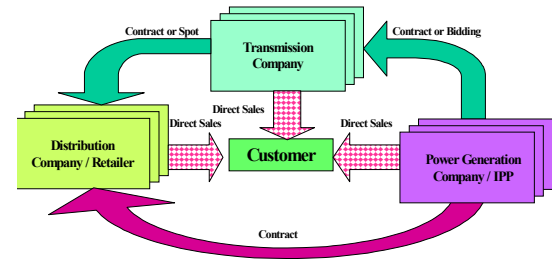 Contract or Spot
Contract or Bidding
Transmission
Company
Direct Sales
Direct Sales
Direct Sales
Distribution
Company / Retailer
Customer
Power Generation
Company / IPP
Contract